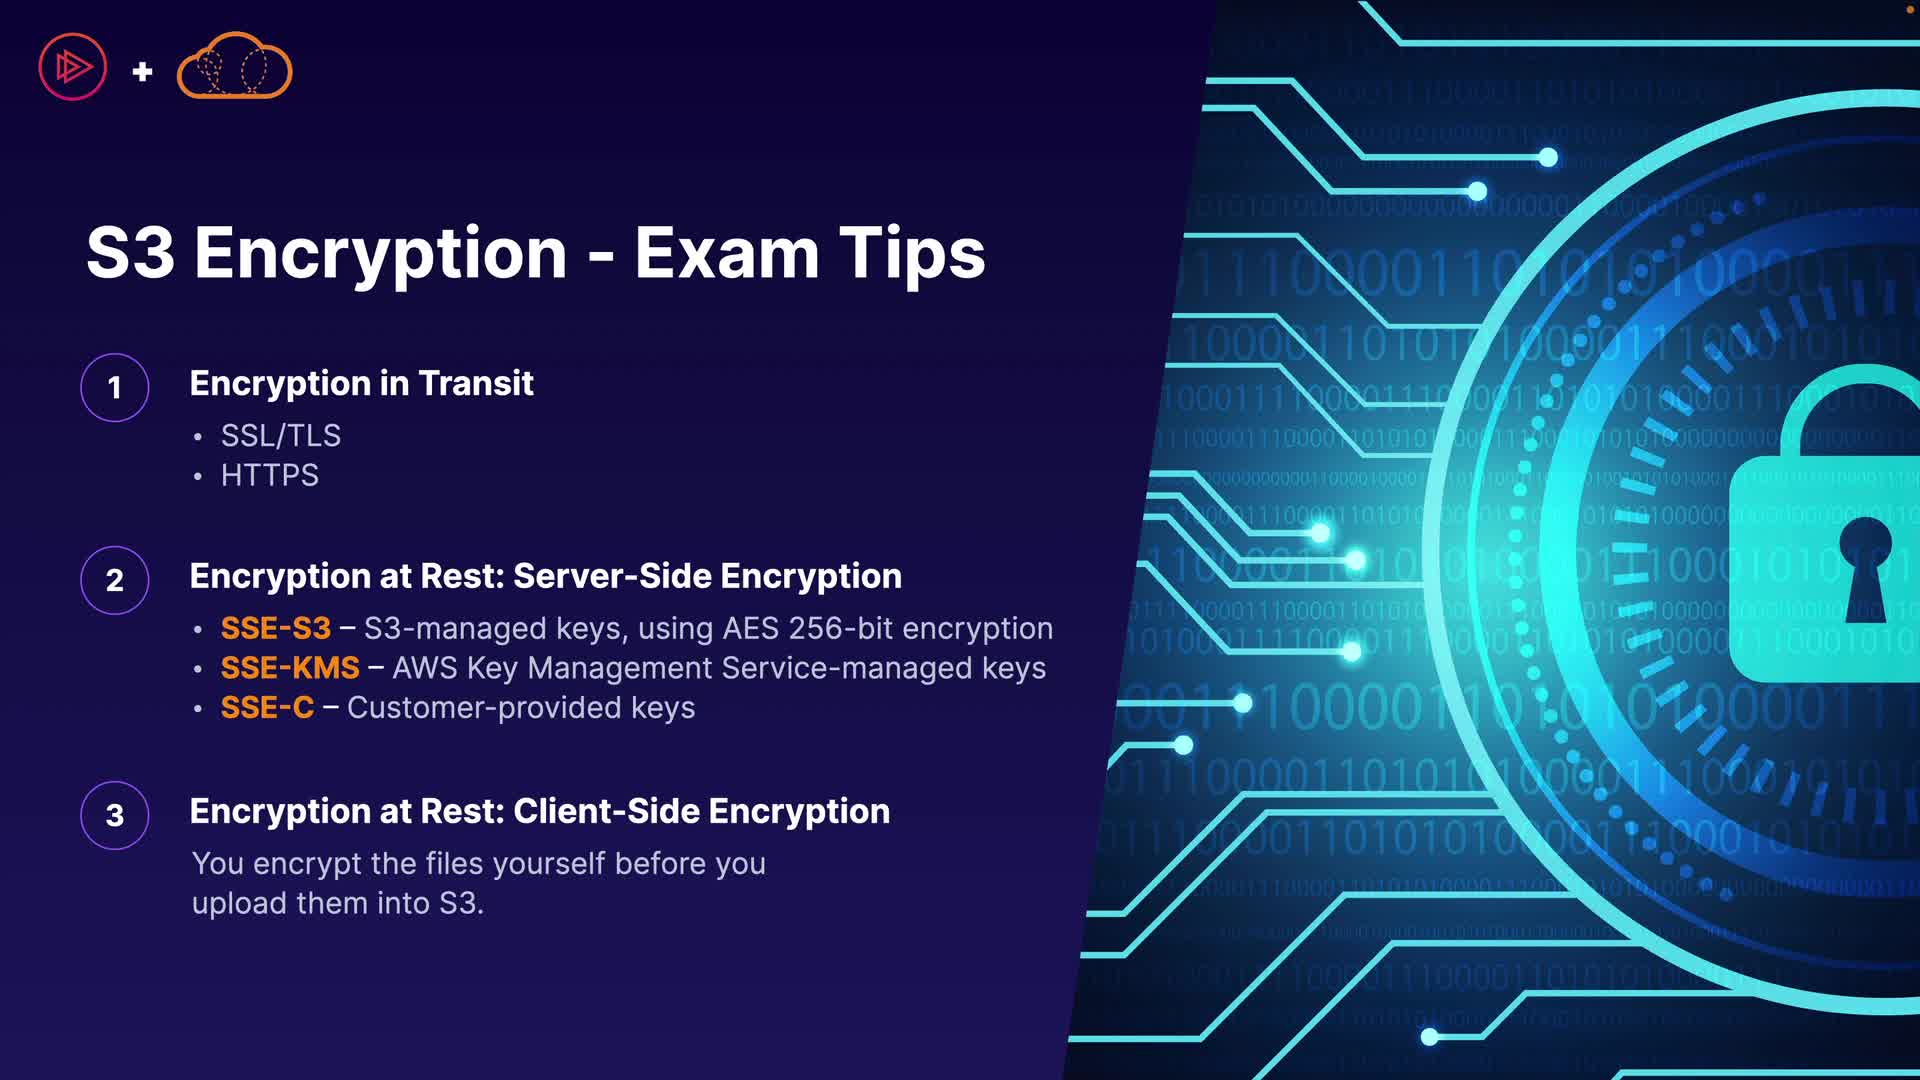 S3 Encryption - Exam Tips
1
Encryption in Transit
• SSL/TLS
• HTTPS
2
Encryption at Rest: Server-Side Encryption
• SSE-S3 – S3-managed keys, using AES 256-bit encryption
• SSE-KMS – AWS Key Management Service-managed keys
• SSE-C – Customer-provided keys
3
Encryption at Rest: Client-Side Encryption
You encrypt the files yourself before you
upload them into S3.